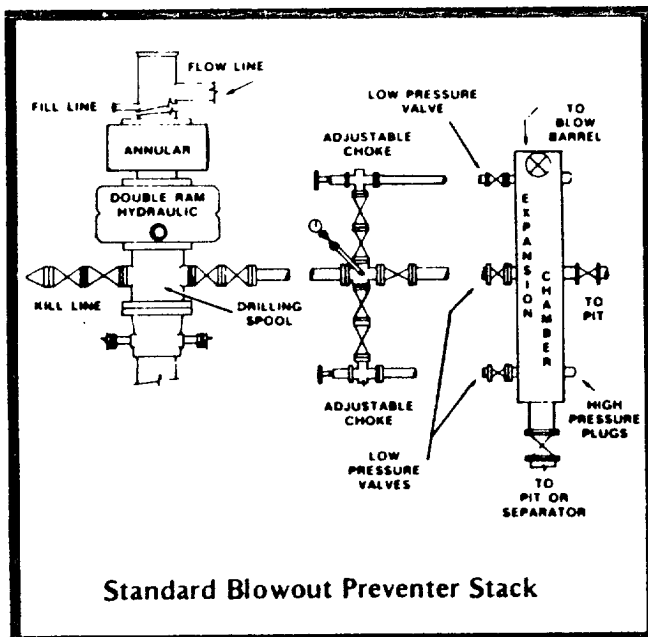 FLOW LINE
FILL LINE
ANNULAR
DOUBLE RAM
HYDRAULIC
KILL LINE
DRILLING
SPOOL
ADJUSTABLE
CHOKE
ADJUSTABLE
CHOKE
LOW PRESSURE
VALVE
TO
BLOW
BARREL
EXPANSION
CHAMBER
TO
PIT
LOW
PRESSURE
VALVES
HIGH
PRESSURE
PLUGS
TO
PIT OR
SEPARATOR
Standard Blowout Preventer Stack